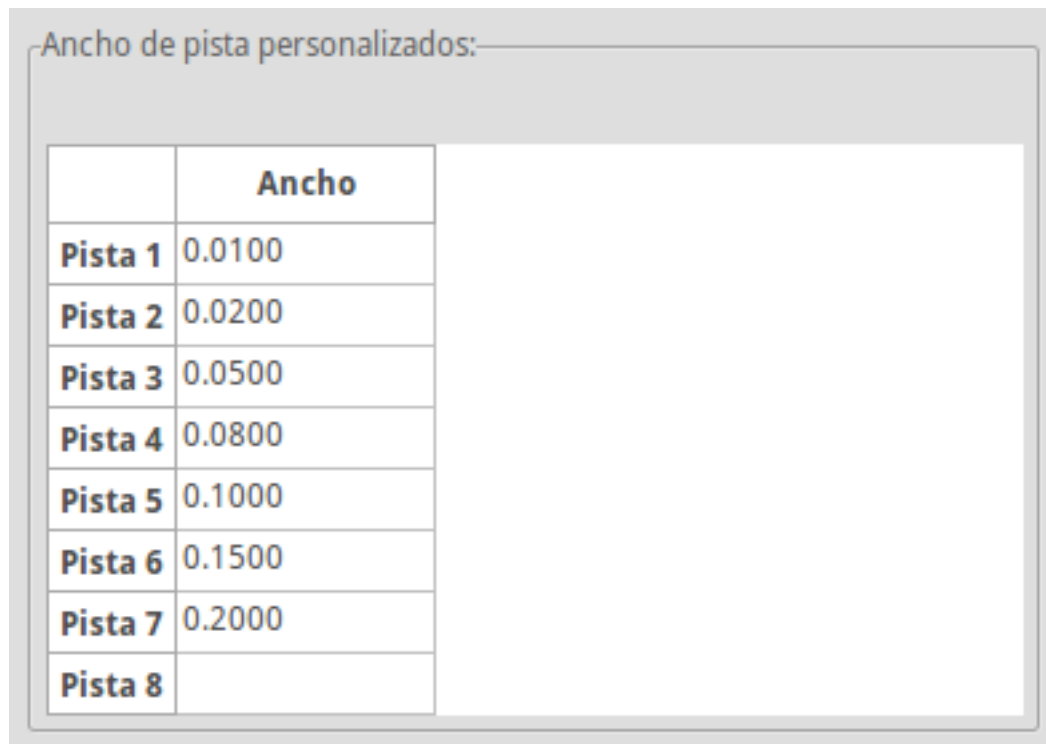 Ancho de pista personalizados:
Ancho
Pista 1 0.0100
Pista 2 0.0200
Pista 3 0.0500
Pista 4 0.0800
Pista 5 0.1000
Pista 6 0.1500
Pista 7 0.2000
Pista 8